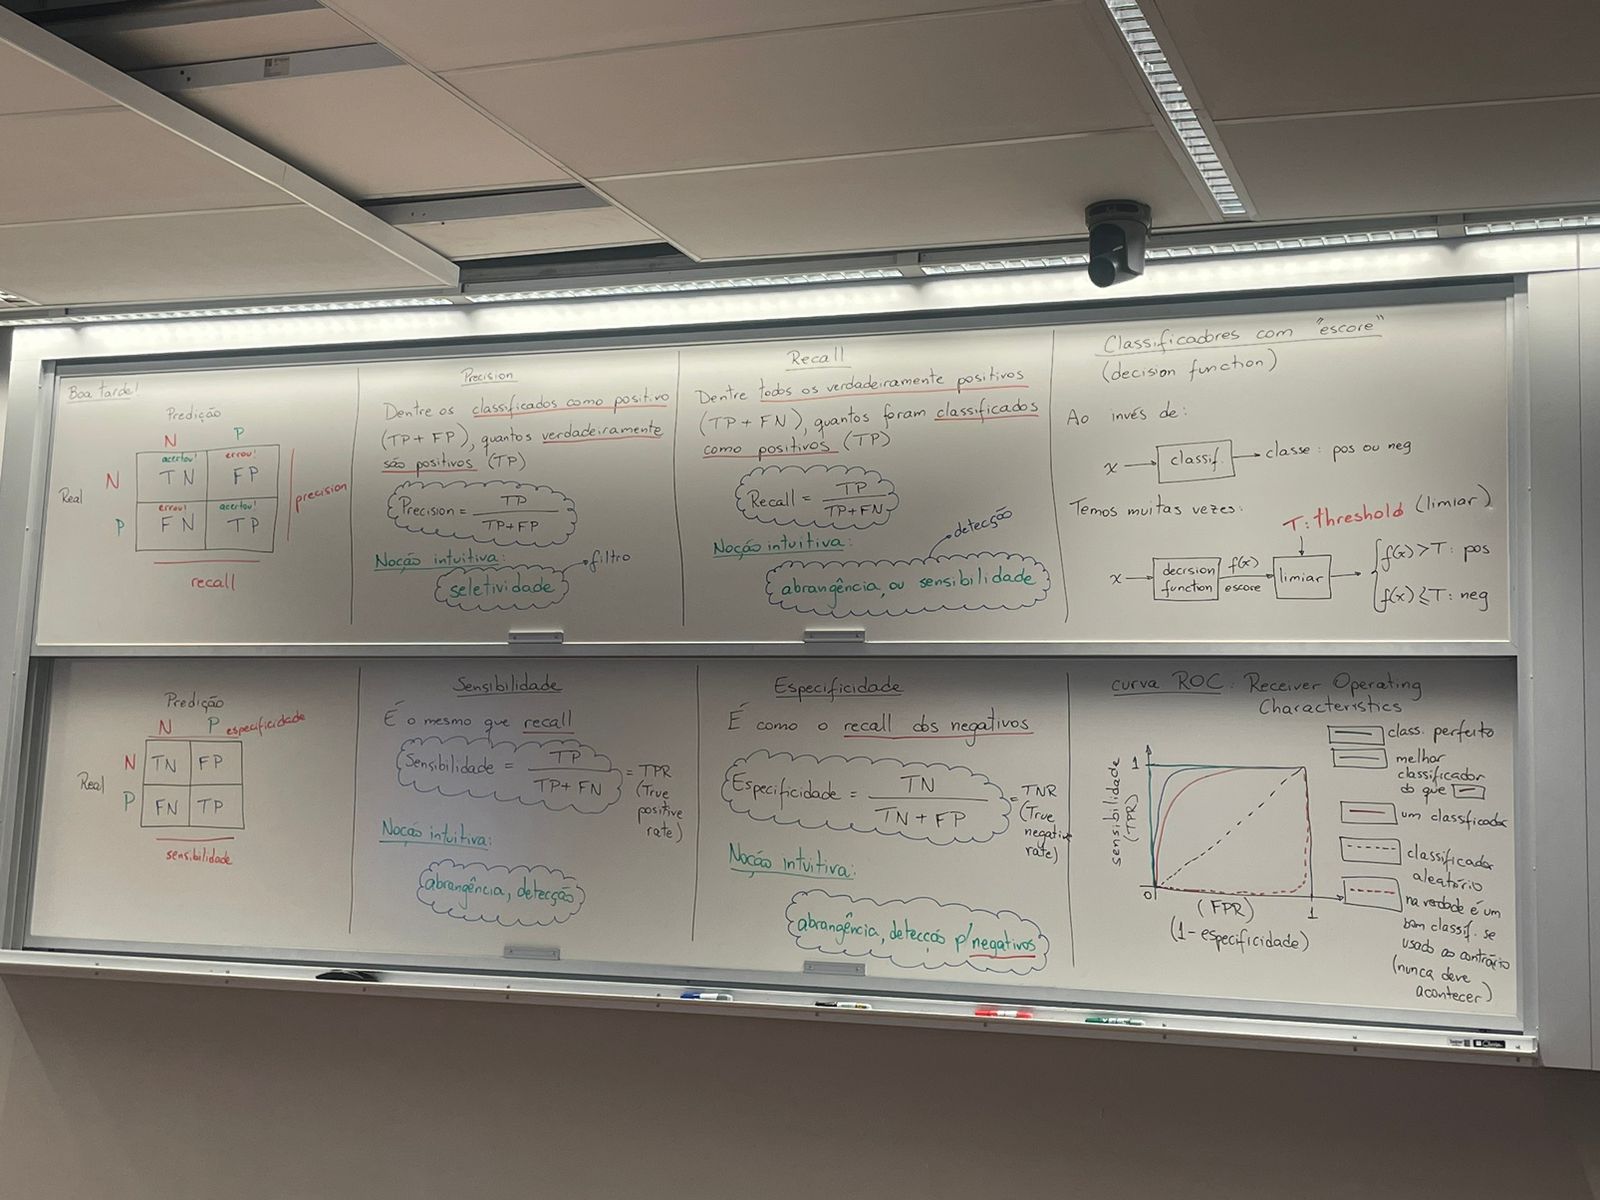 Boa tarde!
Predição
N P
acertou! errou!
N TN FP
Real
errou! acertou!
P FN TP
precision
recall
Precision
Dentre os classificados como positivo
(TP+FP), quantos verdadeiramente
são positivos (TP)
Precision = TP / TP+FP
Noção intuitiva:
filtro
seletividade
Recall
Dentre todos os verdadeiramente positivos
(TP+FN), quantos foram classificados
como positivos (TP)
Recall = TP / TP+FN
detecção
Noção intuitiva:
abrangência, ou sensibilidade
Classificadores com "escore"
(decision function)
Ao invés de:
x → classif. → classe: pos ou neg
Temos muitas vezes:
T: threshold (limiar)
x → decision function f(x) escore → limiar → f(x)>T: pos
f(x)⩽T: neg
Predição
N P especificidade
N TN FP
Real
P FN TP
sensibilidade
Sensibilidade
É o mesmo que recall
Sensibilidade = TP / TP+FN = TPR
(True
positive
rate)
Noção intuitiva:
abrangência, detecção
Especificidade
É como o recall dos negativos
Especificidade = TN / TN+FP = TNR
(True
negative
rate)
Noção intuitiva:
abrangência, detecção p/ negativos
curva ROC: Receiver Operating
Characteristics
sensibilidade
(TPR)
1
0
1
(FPR)
(1-especificidade)
class. perfeito
melhor
classificador
do que
um classificador
classificador
aleatório
na verdade é um
bom classif. se
usado ao contrário
(nunca deve
acontecer)